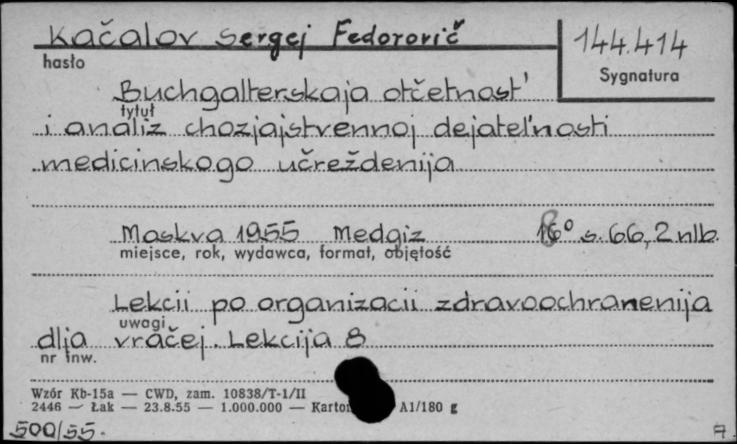 Kačalov Sergej Fedorovič
144.414
hasło
Sygnatura
Buchgalterskaja otčetnost'
tytuł
i analiz chozjajstvennoj dejatel'nosti
medicinskogo učreždenija
Moskva 1955 Medgiz 8° s. 66, 2 nlb.
miejsce, rok, wydawca, format, objętość
Lekcii po organizacii zdravoochranenija
uwagi
dlja vračej. Lekcija 8
nr inw.
Wzór Kb-15a — CWD, zam. 10838/T-1/II
2446 — Łak — 23.8.55 — 1.000.000 — A1/180 g
500/55.